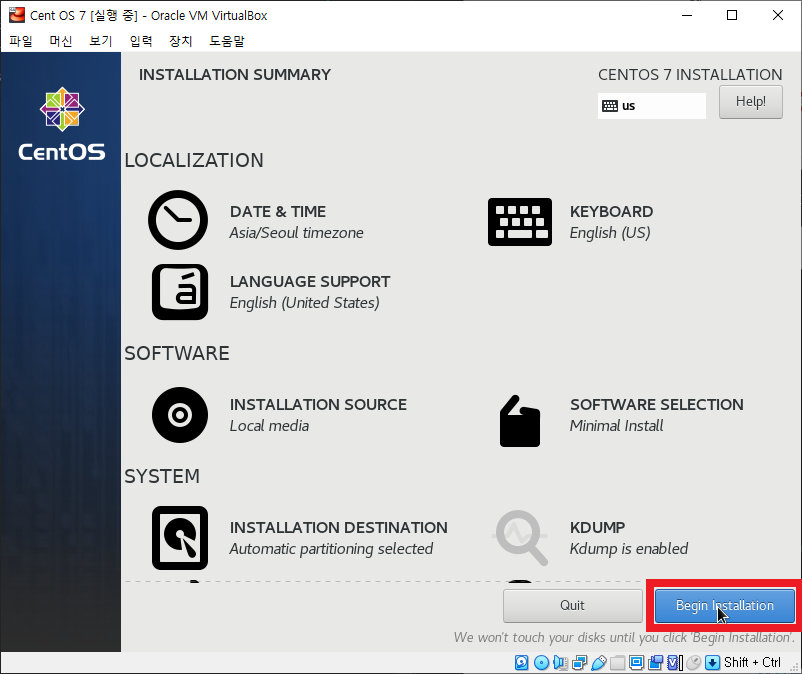 Cent OS 7 [실행 중] - Oracle VM VirtualBox
파일 머신 보기 입력 장치 도움말
INSTALLATION SUMMARY
CENTOS 7 INSTALLATION
us
Help!
CentOS
LOCALIZATION
DATE & TIME
Asia/Seoul timezone
KEYBOARD
English (US)
LANGUAGE SUPPORT
English (United States)
SOFTWARE
INSTALLATION SOURCE
Local media
SOFTWARE SELECTION
Minimal Install
SYSTEM
INSTALLATION DESTINATION
Automatic partitioning selected
KDUMP
Kdump is enabled
Quit
Begin Installation
We won't touch your disks until you click 'Begin Installation'.
Shift + Ctrl